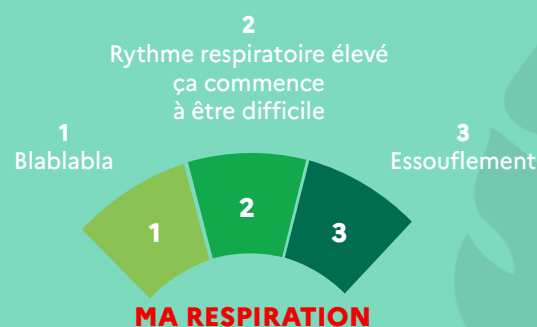 2
Rythme respiratoire élevé
ça commence
à être difficile
1
Blablabla
3
Essouflement
1
2
3
MA RESPIRATION